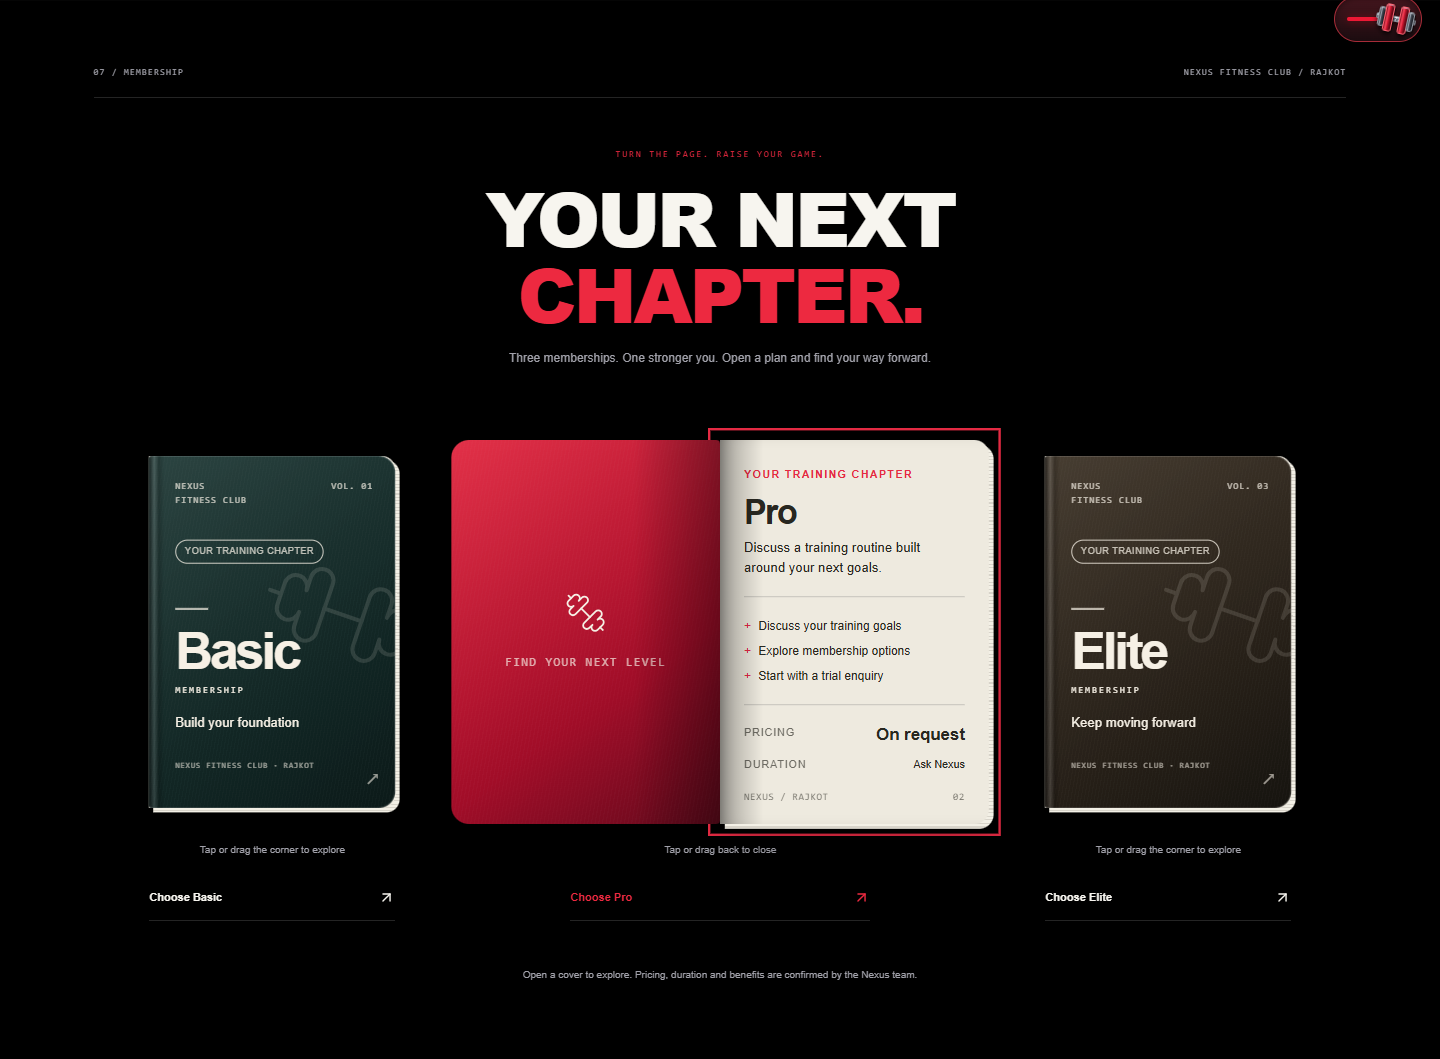 07 / MEMBERSHIP
NEXUS FITNESS CLUB / RAJKOT
TURN THE PAGE. RAISE YOUR GAME.
YOUR NEXT
CHAPTER.
Three memberships. One stronger you. Open a plan and find your way forward.
NEXUS
FITNESS CLUB
VOL. 01
YOUR TRAINING CHAPTER
Basic
MEMBERSHIP
Build your foundation
NEXUS FITNESS CLUB - RAJKOT
Tap or drag the corner to explore
Choose Basic
FIND YOUR NEXT LEVEL
YOUR TRAINING CHAPTER
Pro
Discuss a training routine built
around your next goals.
+ Discuss your training goals
+ Explore membership options
+ Start with a trial enquiry
PRICING On request
DURATION Ask Nexus
NEXUS / RAJKOT 02
Tap or drag back to close
Choose Pro
NEXUS
FITNESS CLUB
VOL. 03
YOUR TRAINING CHAPTER
Elite
MEMBERSHIP
Keep moving forward
NEXUS FITNESS CLUB - RAJKOT
Tap or drag the corner to explore
Choose Elite
Open a cover to explore. Pricing, duration and benefits are confirmed by the Nexus team.